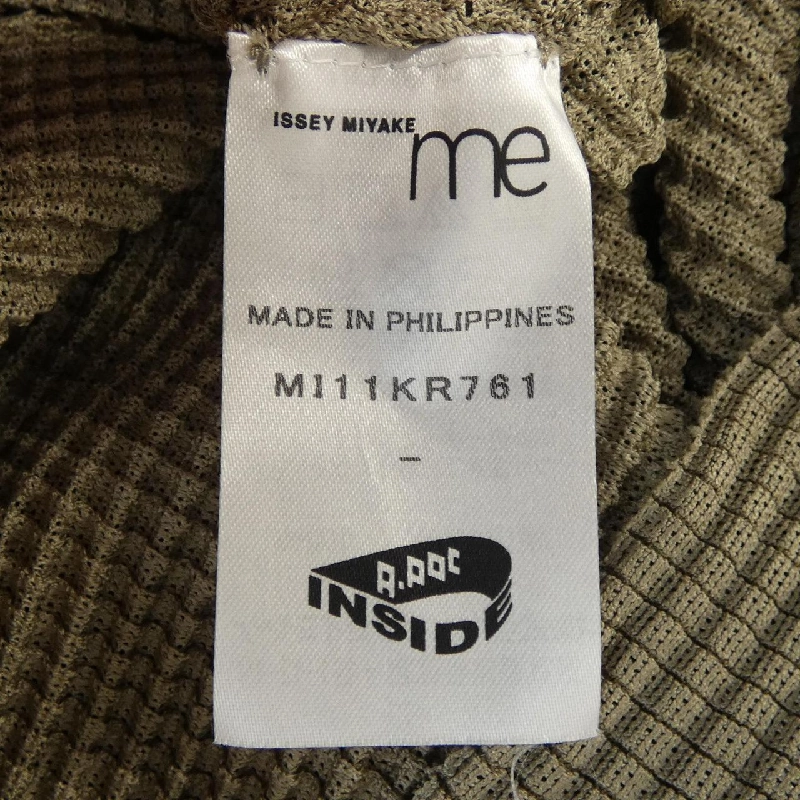 ISSEY MIYAKE
me
MADE IN PHILIPPINES
MI11KR761
-
A.POC
INSIDE